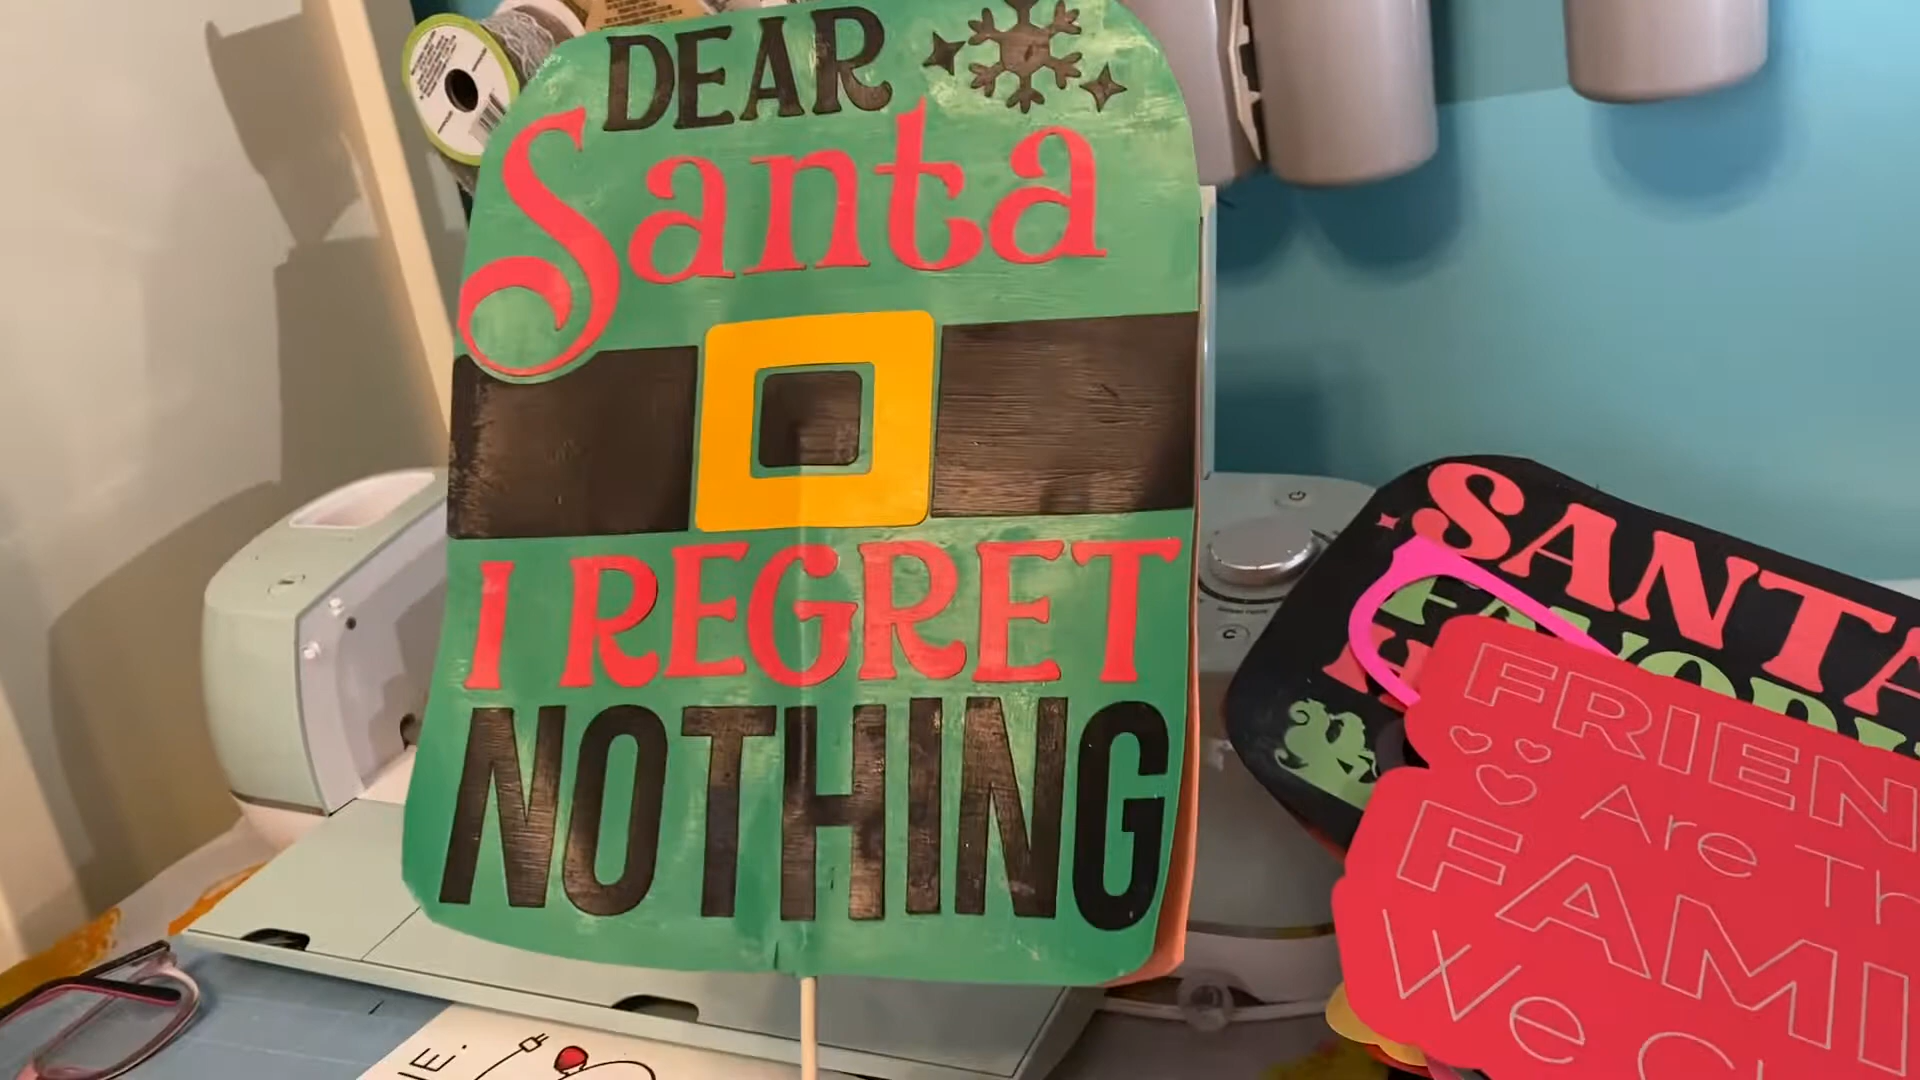 DEAR
Santa
I REGRET
NOTHING
SANTA
FRIEN
Are Th
FAMI
We